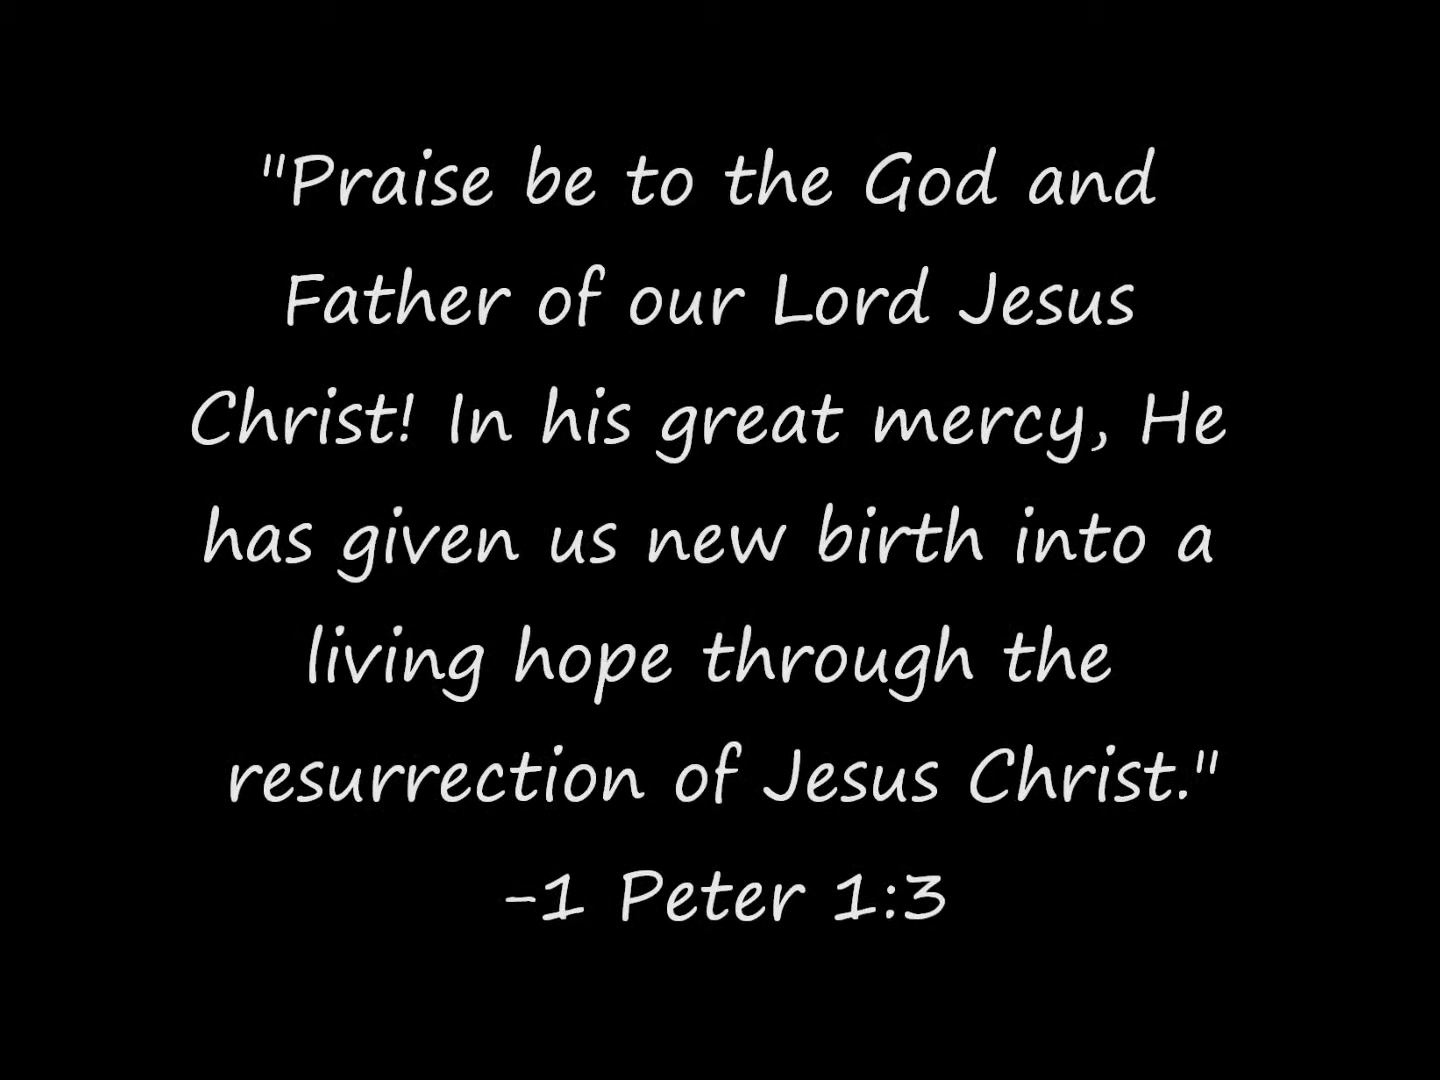 "Praise be to the God and
Father of our Lord Jesus
Christ! In his great mercy, He
has given us new birth into a
living hope through the
resurrection of Jesus Christ."
-1 Peter 1:3